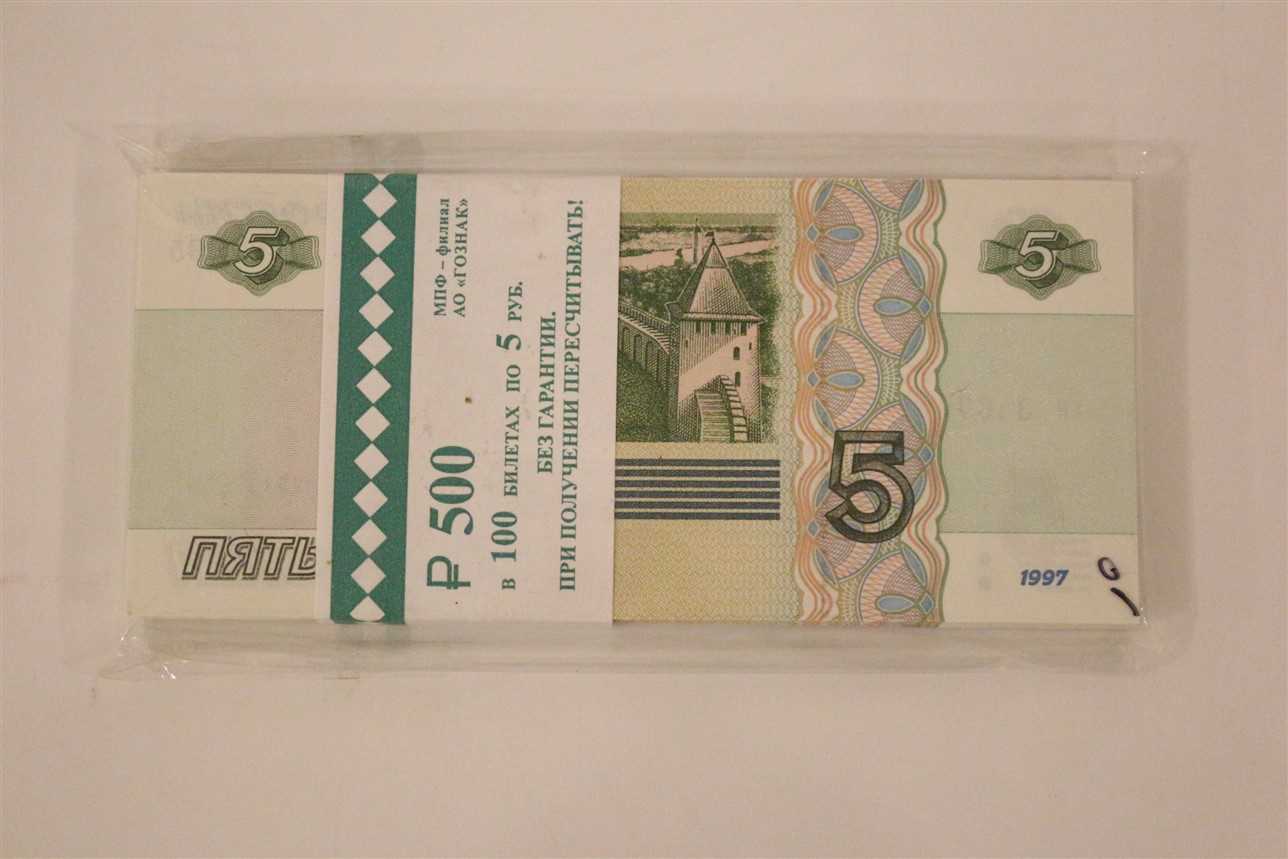 5
ПЯТЬ
МПФ – филиал
АО «ГОЗНАК»
₽ 500
в 100 БИЛЕТАХ ПО 5 РУБ.
БЕЗ ГАРАНТИИ.
ПРИ ПОЛУЧЕНИИ ПЕРЕСЧИТЫВАТЬ!
5
5
1997